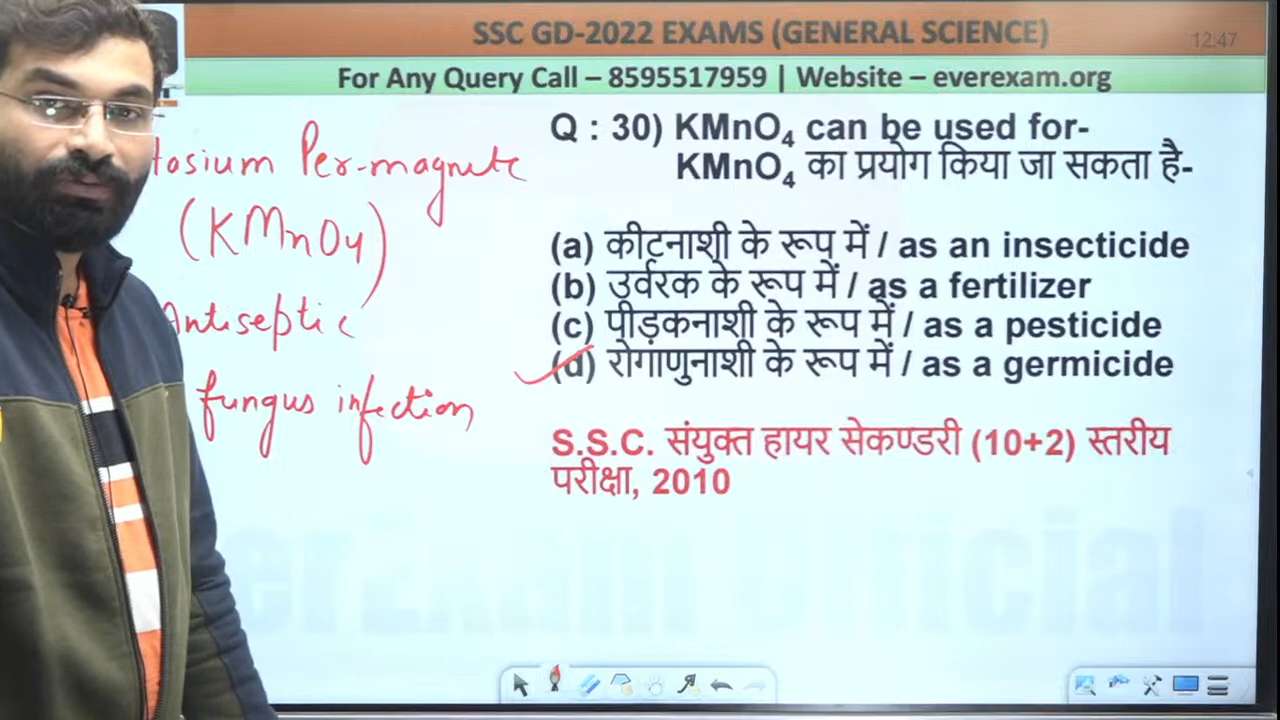 SSC GD-2022 EXAMS (GENERAL SCIENCE)
12:47
For Any Query Call – 8595517959 | Website – everexam.org
Q : 30) KMnO₄ can be used for-
KMnO₄ का प्रयोग किया जा सकता है-
(a) कीटनाशी के रूप में / as an insecticide
(b) उर्वरक के रूप में / as a fertilizer
(c) पीड़कनाशी के रूप में / as a pesticide
(d) रोगाणुनाशी के रूप में / as a germicide
S.S.C. संयुक्त हायर सेकण्डरी (10+2) स्तरीय
परीक्षा, 2010
tosium Per-magnate
(KMnO4)
Antiseptic
fungus infection
erExam Official